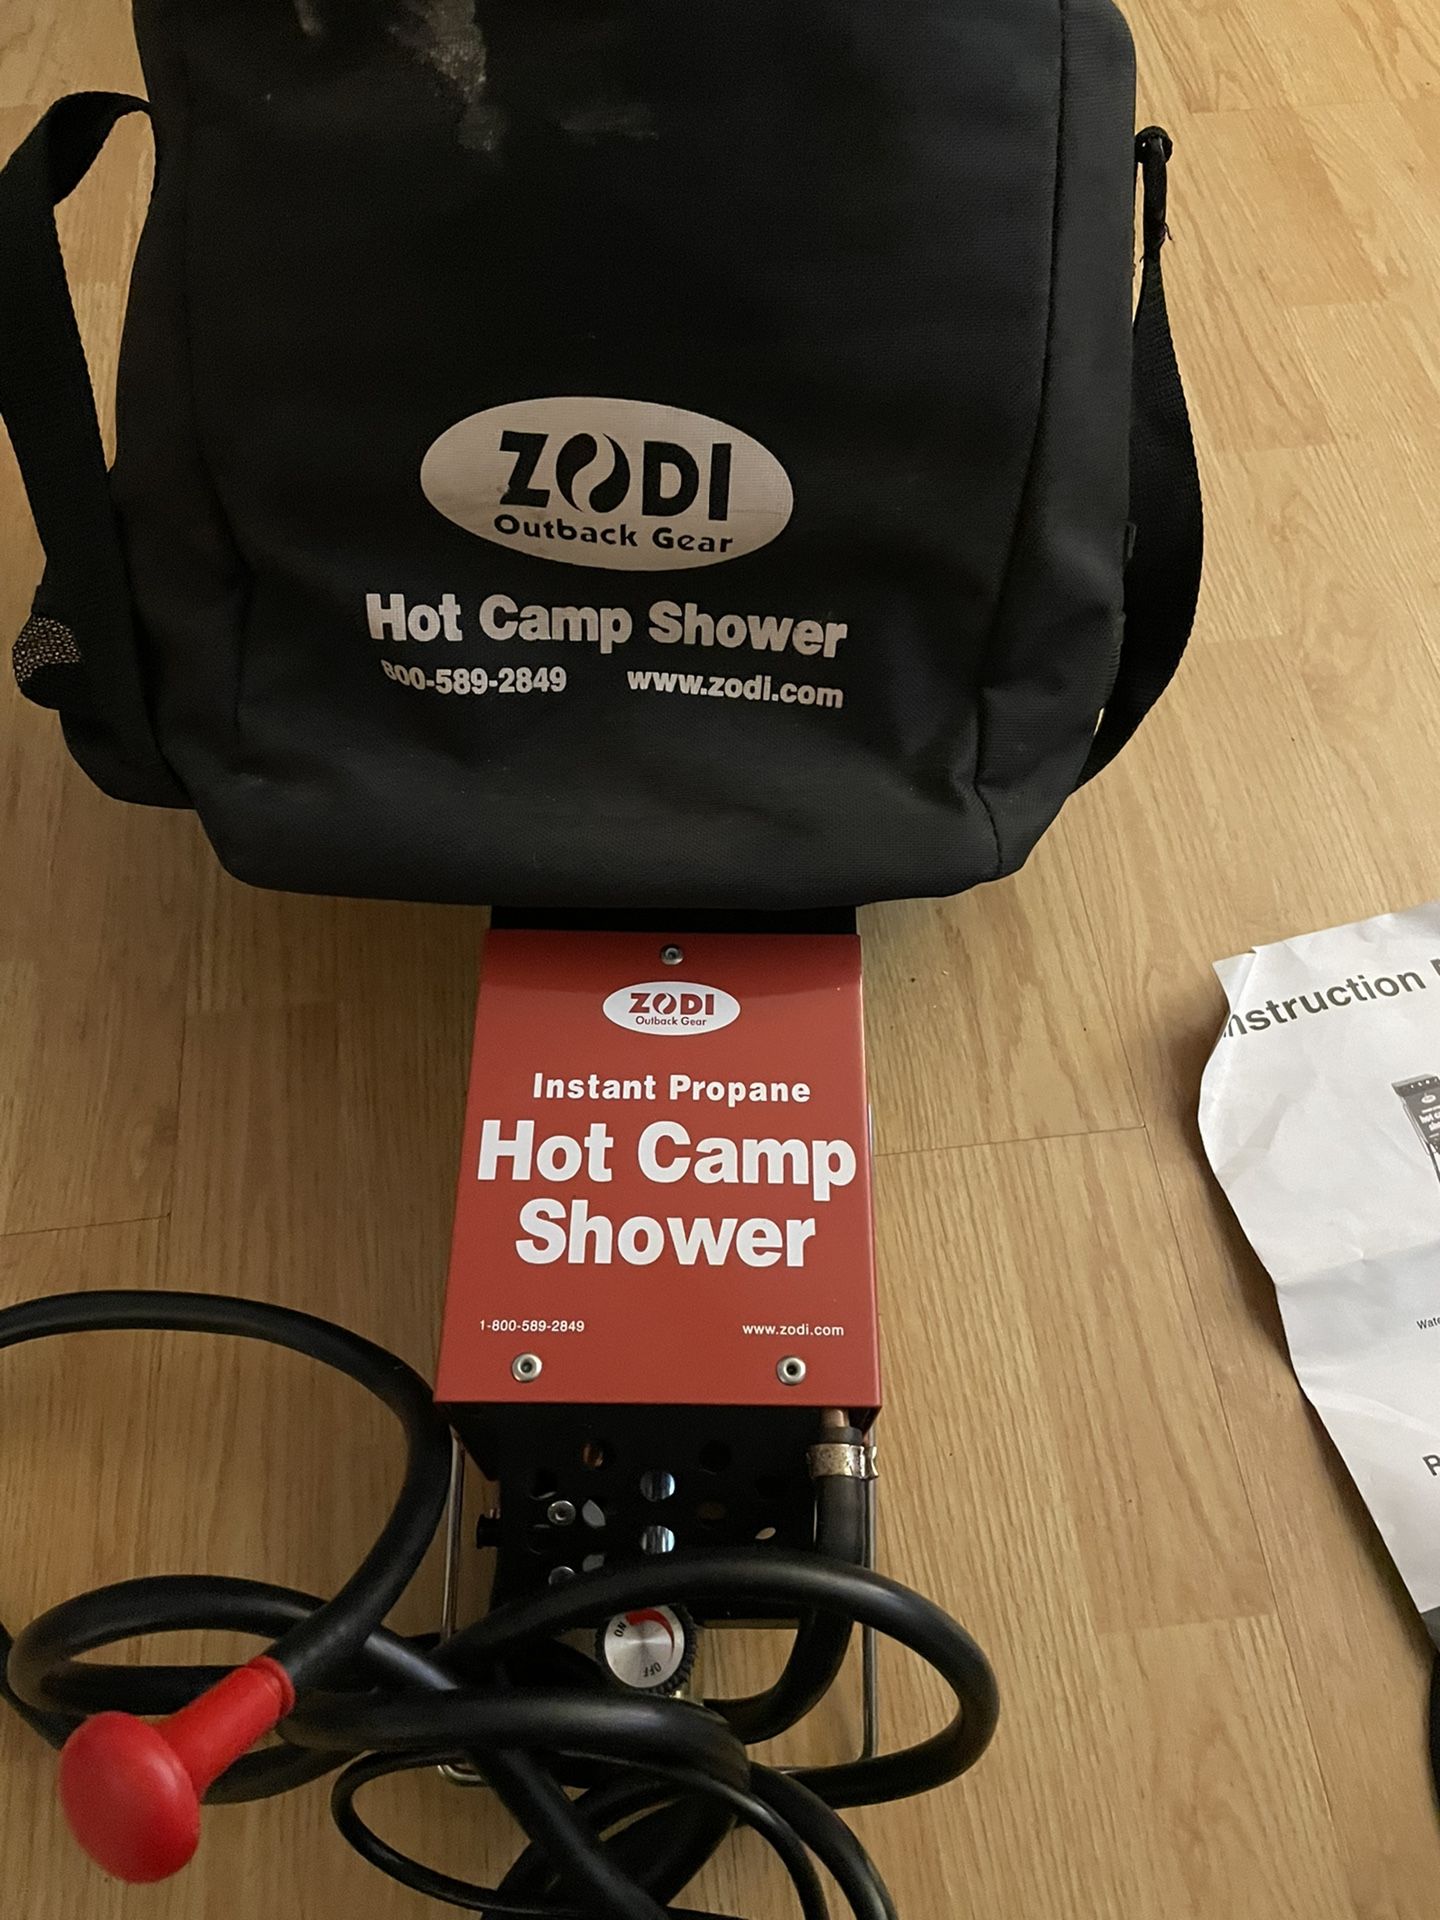 ZODI
Outback Gear
Hot Camp Shower
800-589-2849 www.zodi.com
ZODI
Outback Gear
Instant Propane
Hot Camp
Shower
1-800-589-2849 www.zodi.com
ON
OFF
nstruction
Wate